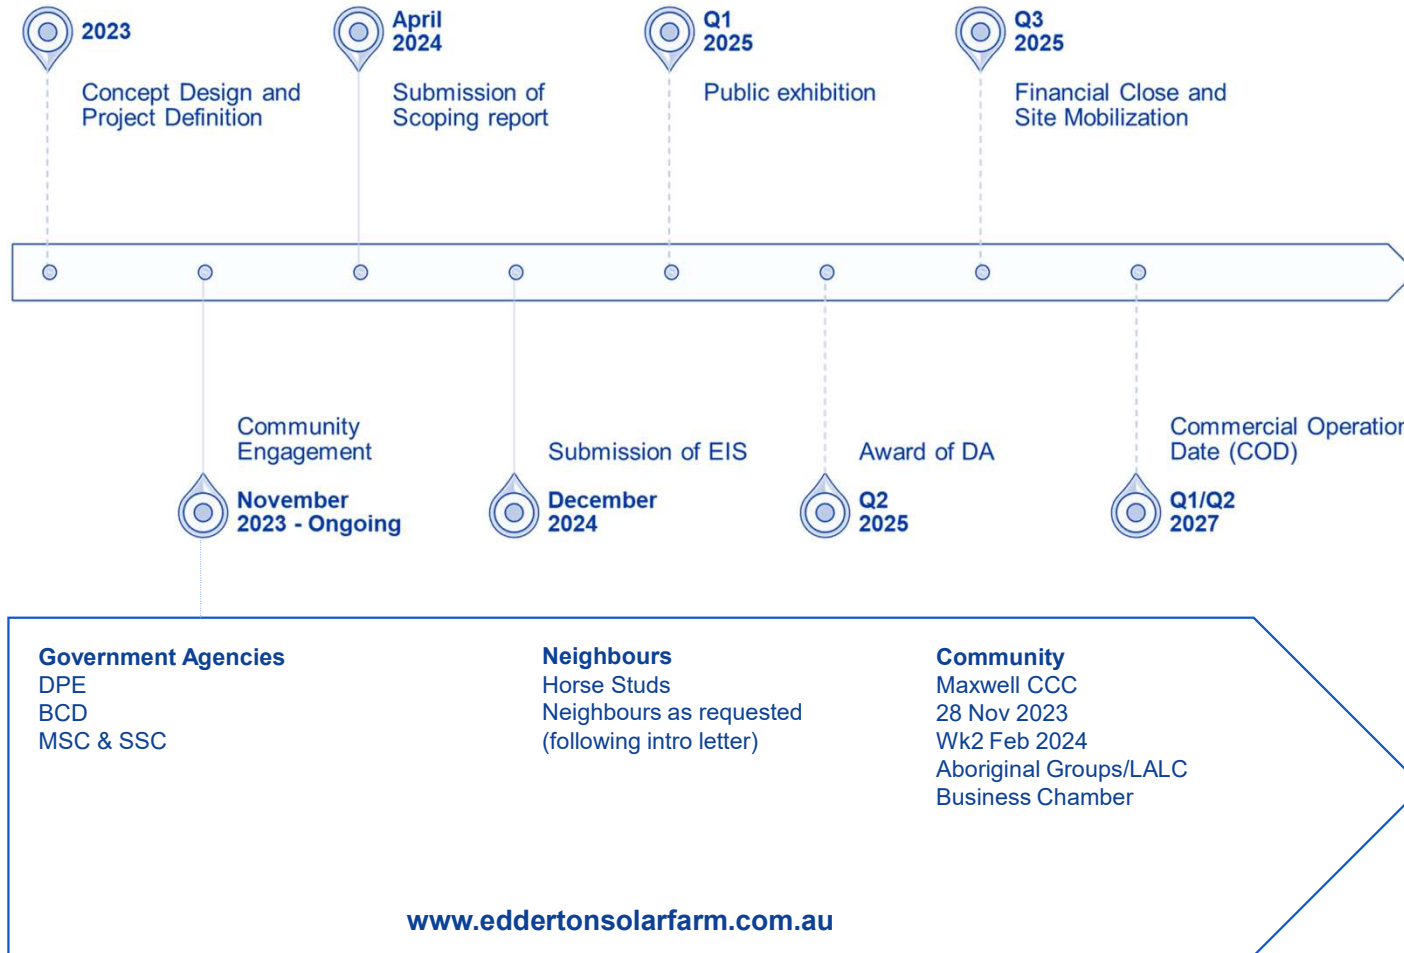 2023
Concept Design and
Project Definition
April
2024
Submission of
Scoping report
Q1
2025
Public exhibition
Q3
2025
Financial Close and
Site Mobilization
Community
Engagement
November
2023 - Ongoing
Submission of EIS
December
2024
Award of DA
Q2
2025
Commercial Operation
Date (COD)
Q1/Q2
2027
Government Agencies
DPE
BCD
MSC & SSC
Neighbours
Horse Studs
Neighbours as requested
(following intro letter)
Community
Maxwell CCC
28 Nov 2023
Wk2 Feb 2024
Aboriginal Groups/LALC
Business Chamber
www.eddertonsolarfarm.com.au